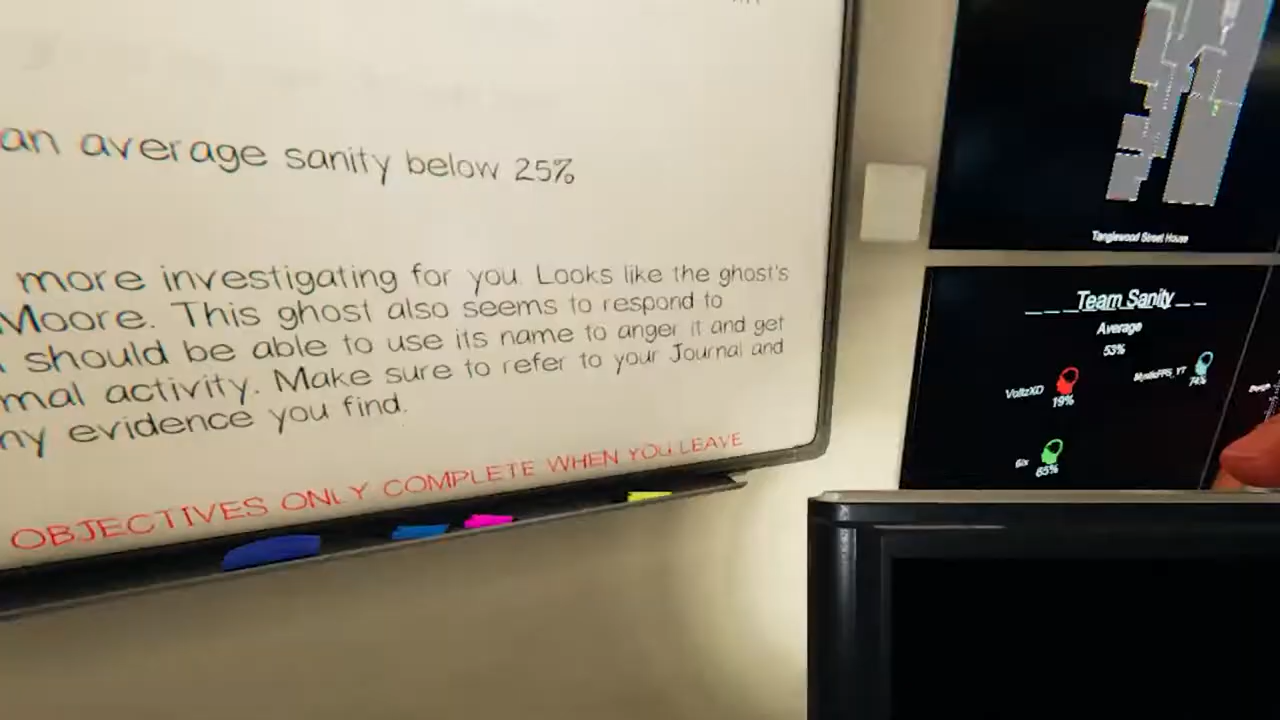 an average sanity below 25%
more investigating for you. Looks like the ghost's
Moore. This ghost also seems to respond to
should be able to use its name to anger it and get
mal activity. Make sure to refer to your Journal and
ny evidence you find.
OBJECTIVES ONLY COMPLETE WHEN YOU LEAVE
Tanglewood Street House
Team Sanity
Average
53%
VoltzXD
19%
74%
6ix
65%